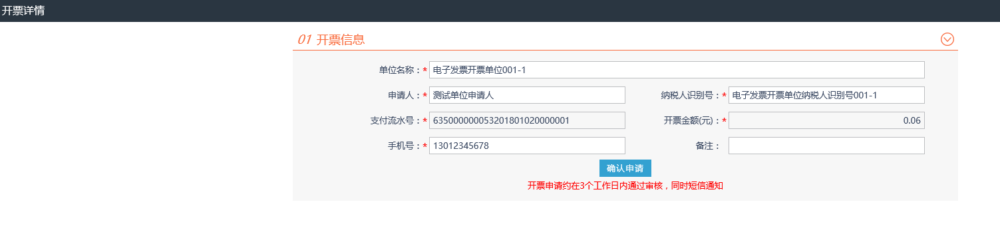 开票详情
01 开票信息
单位名称：* 电子发票开票单位001-1
申请人：* 测试单位申请人 纳税人识别号：* 电子发票开票单位纳税人识别号001-1
支付流水号：* 635000000053201801020000001 开票金额(元)：* 0.06
手机号：* 13012345678 备注：
确认申请
开票申请约在3个工作日内通过审核，同时短信通知